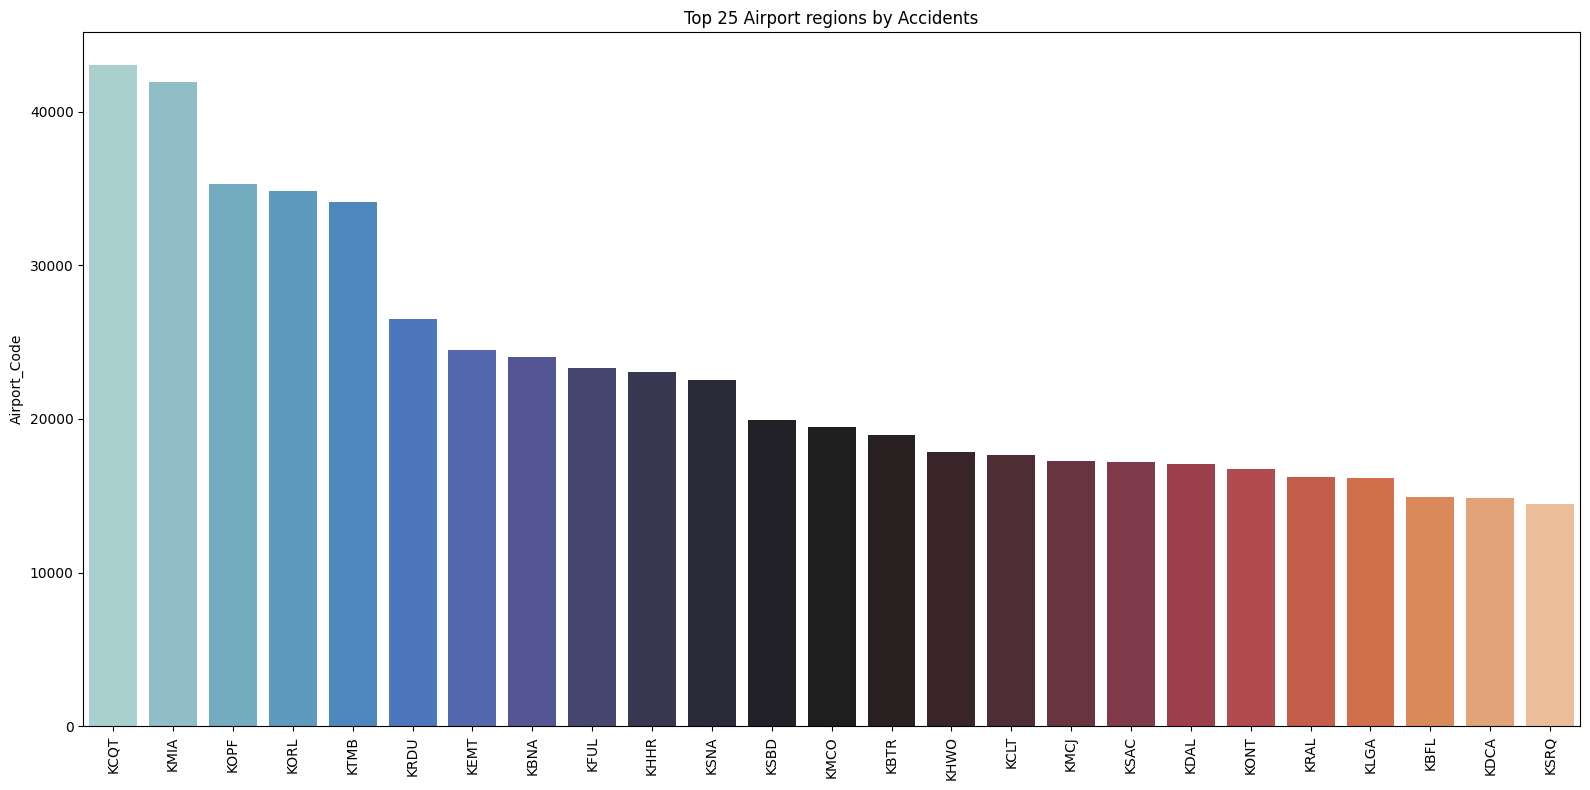 Top 25 Airport regions by Accidents
Airport_Code
40000
30000
20000
10000
0
KCQT
KMIA
KOPF
KORL
KTMB
KRDU
KEMT
KBNA
KFUL
KHHR
KSNA
KSBD
KMCO
KBTR
KHWO
KCLT
KMCJ
KSAC
KDAL
KONT
KRAL
KLGA
KBFL
KDCA
KSRQ